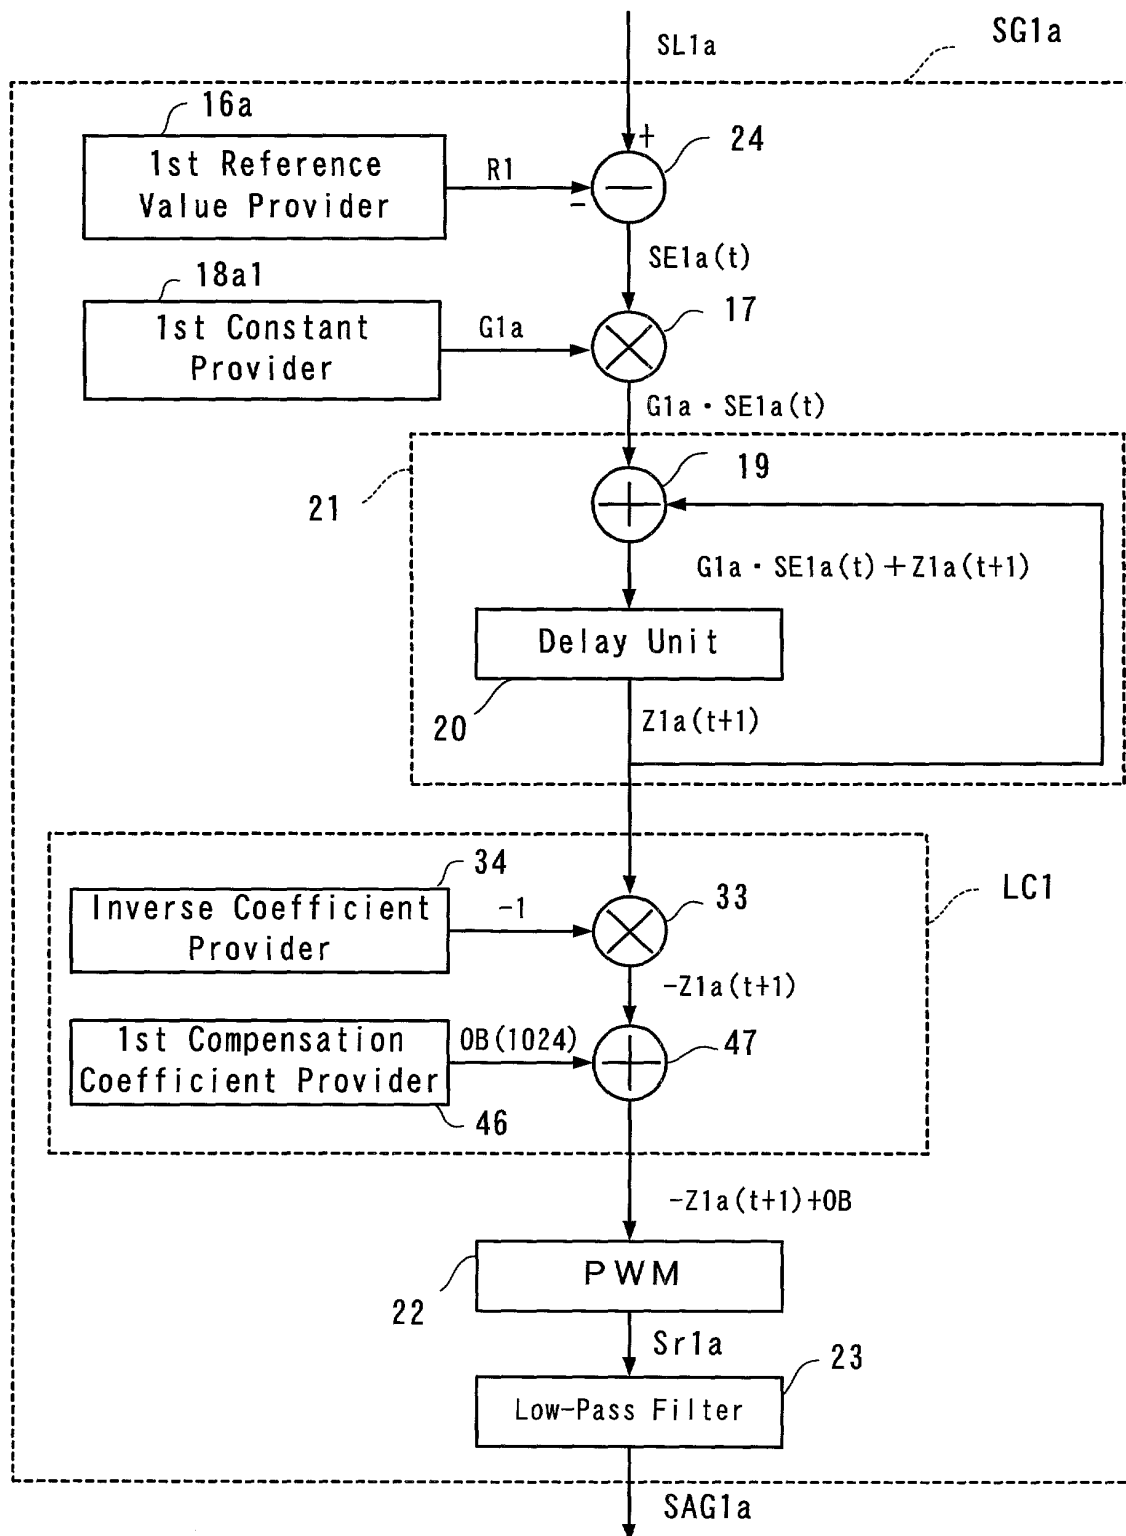 SG1a
SL1a
16a
+
24
1st Reference
Value Provider
R1
-
SE1a(t)
18a1
17
1st Constant
Provider
G1a
G1a・SE1a(t)
21
19
G1a・SE1a(t)+Z1a(t+1)
Delay Unit
20
Z1a(t+1)
34
33
LC1
Inverse Coefficient
Provider
-1
-Z1a(t+1)
1st Compensation
Coefficient Provider
OB(1024)
47
46
-Z1a(t+1)+OB
PWM
22
Sr1a
23
Low-Pass Filter
SAG1a